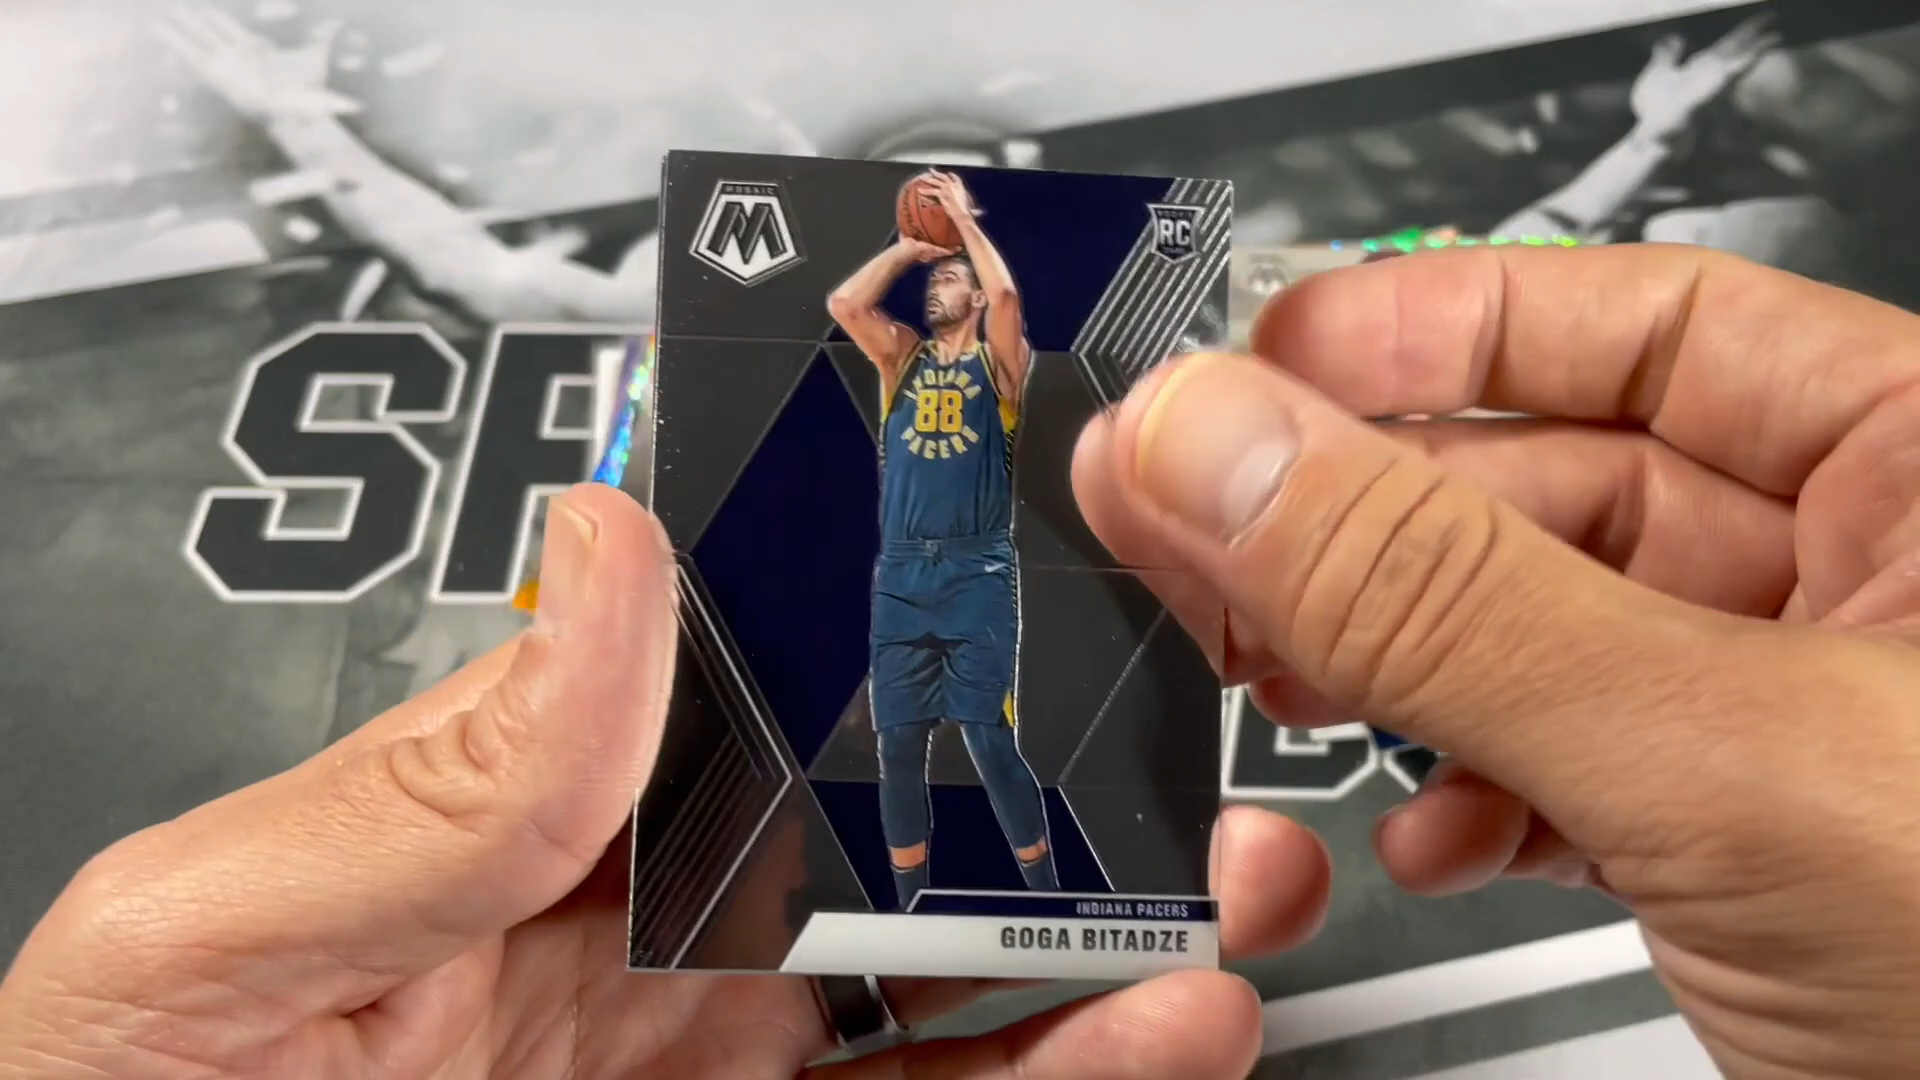 MOSAIC
RC
INDIANA
88
PACERS
INDIANA PACERS
GOGA BITADZE